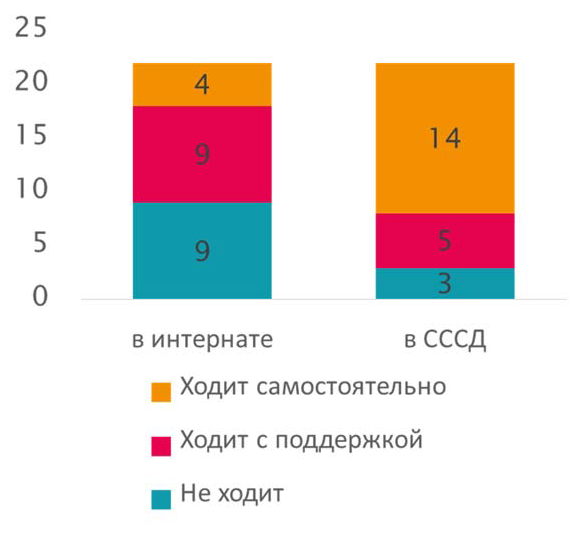 25
20
15
10
5
0
4
9
9
14
5
3
в интернате
в СССД
Ходит самостоятельно
Ходит с поддержкой
Не ходит